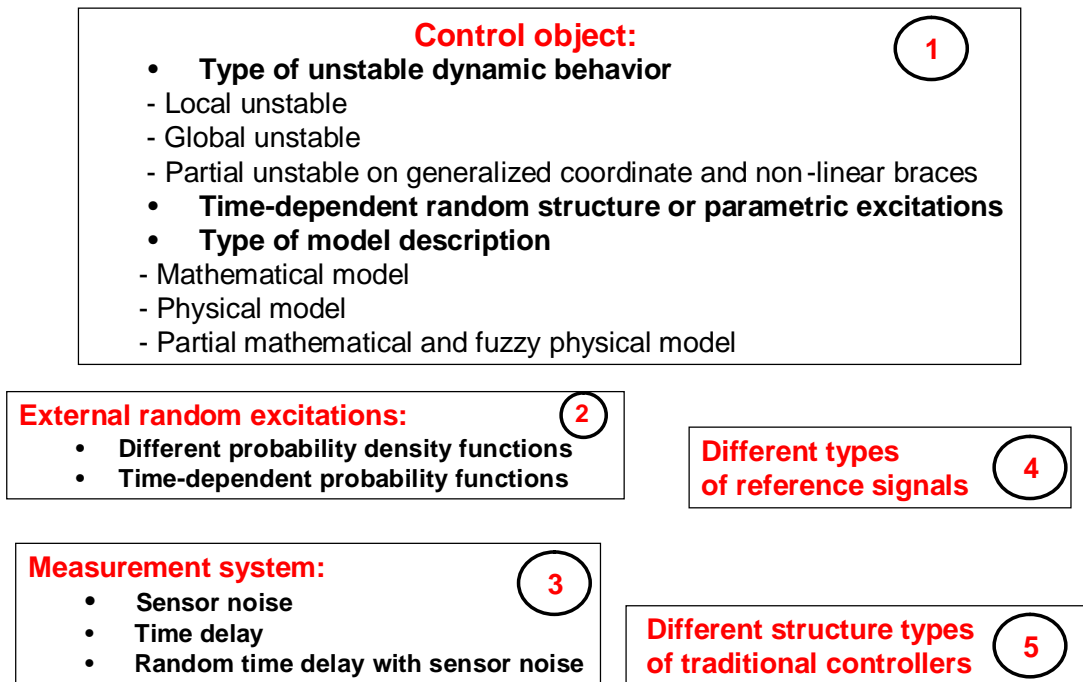 Control object:
1
• Type of unstable dynamic behavior
- Local unstable
- Global unstable
- Partial unstable on generalized coordinate and non-linear braces
• Time-dependent random structure or parametric excitations
• Type of model description
- Mathematical model
- Physical model
- Partial mathematical and fuzzy physical model
External random excitations:
2
• Different probability density functions
• Time-dependent probability functions
Different types
of reference signals
4
Measurement system:
3
• Sensor noise
• Time delay
• Random time delay with sensor noise
Different structure types
of traditional controllers
5